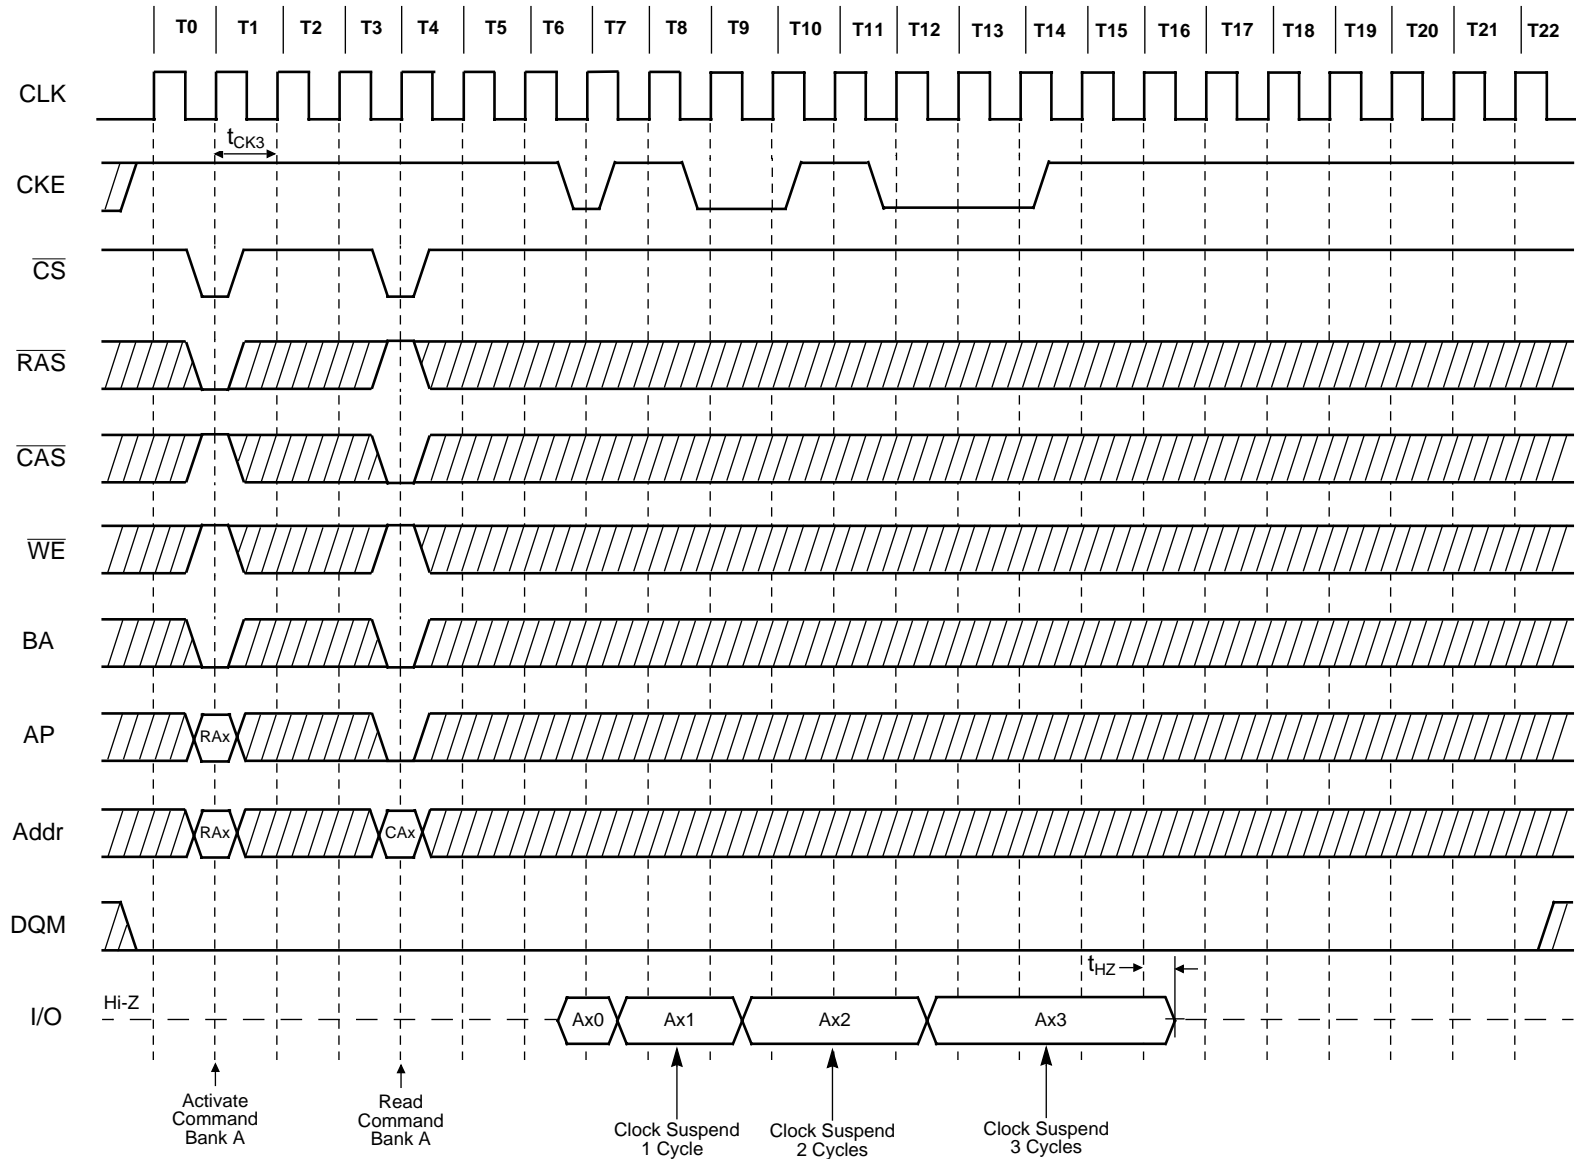 T0 T1 T2 T3 T4 T5 T6 T7 T8 T9 T10 T11 T12 T13 T14 T15 T16 T17 T18 T19 T20 T21 T22
CLK
tCK3
CKE
CS
RAS
CAS
WE
BA
AP
RAx
Addr
RAx CAx
DQM
tHZ
I/O
Hi-Z
Ax0 Ax1 Ax2 Ax3
Activate
Command
Bank A
Read
Command
Bank A
Clock Suspend
1 Cycle
Clock Suspend
2 Cycles
Clock Suspend
3 Cycles